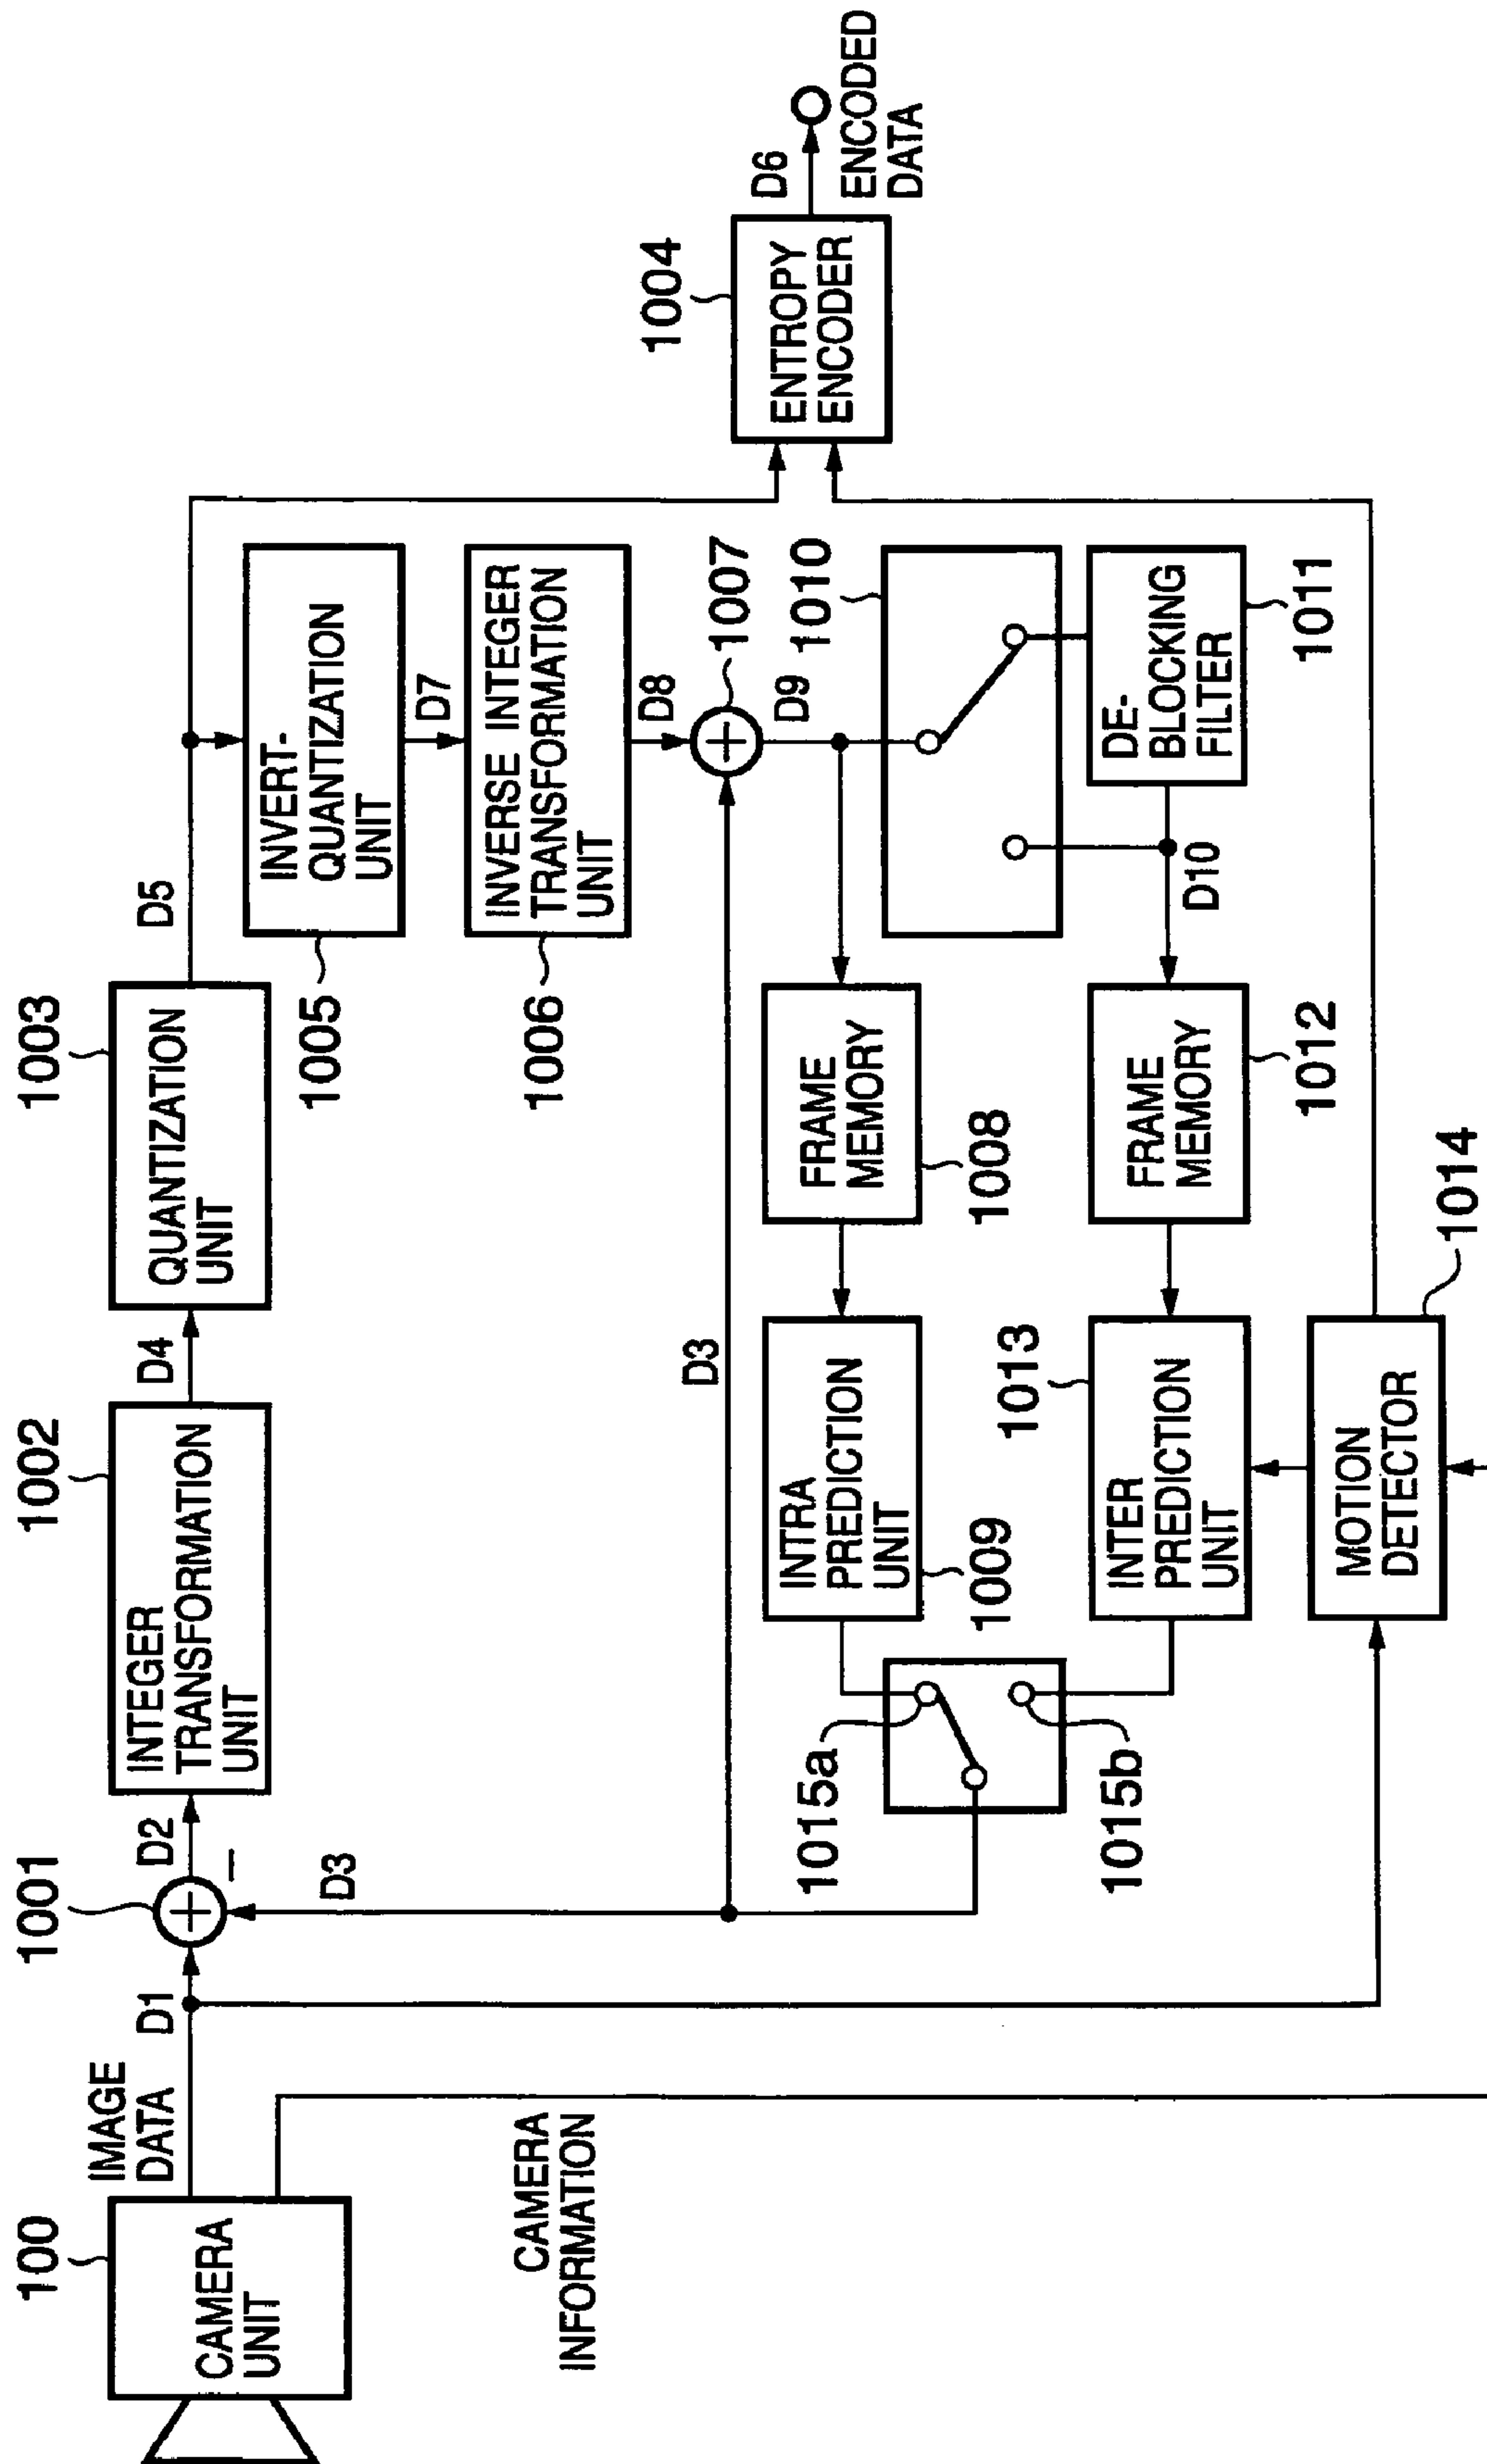 100
CAMERA
UNIT
IMAGE
DATA
D1
CAMERA
INFORMATION
1001
D2
D3
1002
INTEGER
TRANSFORMATION
UNIT
D4
1003
QUANTIZATION
UNIT
D5
INVERT-
QUANTIZATION
UNIT
1005
D7
INVERSE INTEGER
TRANSFORMATION
UNIT
1006
D8
1007
D9
D3
1004
ENTROPY
ENCODER
D6
ENCODED
DATA
1010
DE-
BLOCKING
FILTER
1011
D10
FRAME
MEMORY
1008
FRAME
MEMORY
1012
INTRA
PREDICTION
UNIT
1009
1013
INTER
PREDICTION
UNIT
1015a
1015b
1014
MOTION
DETECTOR